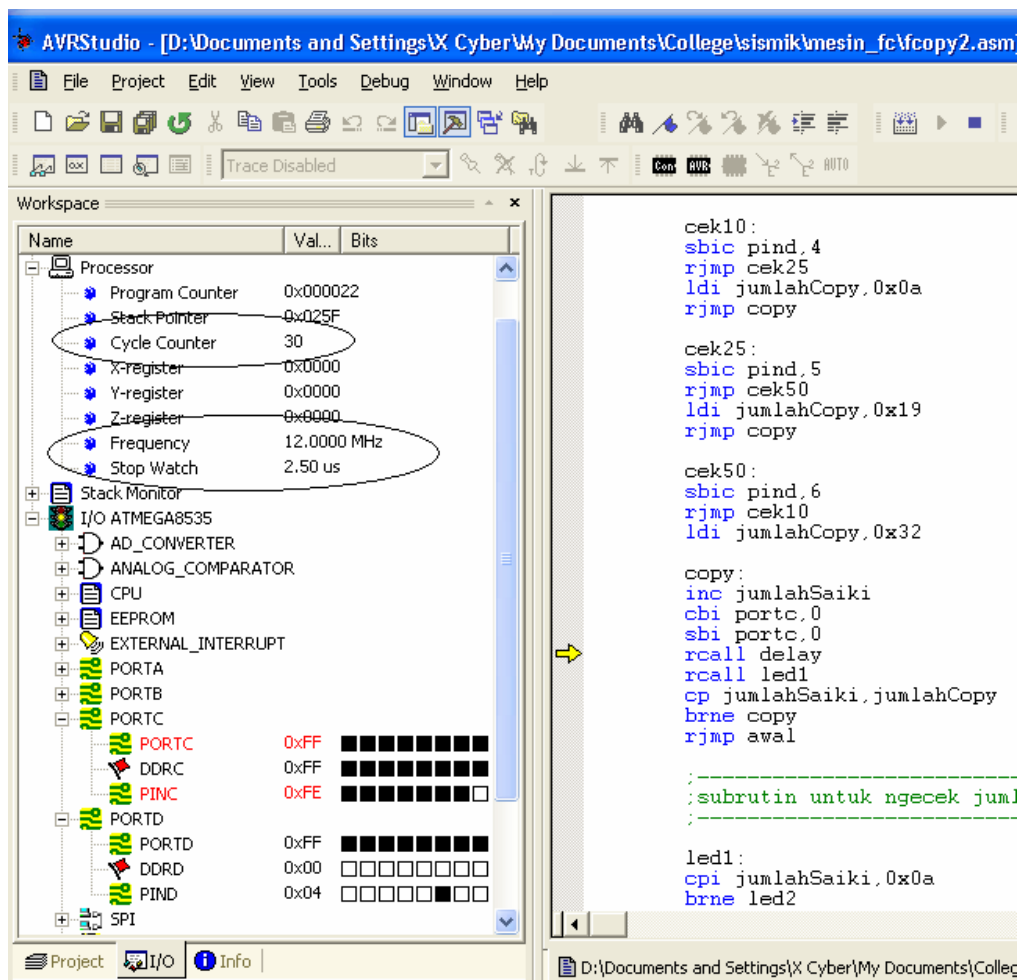 AVRStudio - [D:\Documents and Settings\X Cyber\My Documents\College\sismik\mesin_fc\fcopy2.asm]
File Project Edit View Tools Debug Window Help
Trace Disabled
Con AVR AUTO
Workspace
Name Val... Bits
Processor
Program Counter 0x000022
Stack Pointer 0x025F
Cycle Counter 30
X-register 0x0000
Y-register 0x0000
Z-register 0x0000
Frequency 12.0000 MHz
Stop Watch 2.50 us
Stack Monitor
I/O ATMEGA8535
AD_CONVERTER
ANALOG_COMPARATOR
CPU
EEPROM
EXTERNAL_INTERRUPT
PORTA
PORTB
PORTC
PORTC 0xFF
DDRC 0xFF
PINC 0xFE
PORTD
PORTD 0xFF
DDRD 0x00
PIND 0x04
SPI
Project I/O Info
cek10:
sbic pind,4
rjmp cek25
ldi jumlahCopy,0x0a
rjmp copy
cek25:
sbic pind,5
rjmp cek50
ldi jumlahCopy,0x19
rjmp copy
cek50:
sbic pind,6
rjmp cek10
ldi jumlahCopy,0x32
copy:
inc jumlahSaiki
cbi portc,0
sbi portc,0
rcall delay
rcall led1
cp jumlahSaiki,jumlahCopy
brne copy
rjmp awal
;-----------------------------
;subrutin untuk ngecek juml
;-----------------------------
led1:
cpi jumlahSaiki,0x0a
brne led2
D:\Documents and Settings\X Cyber\My Documents\Colleg